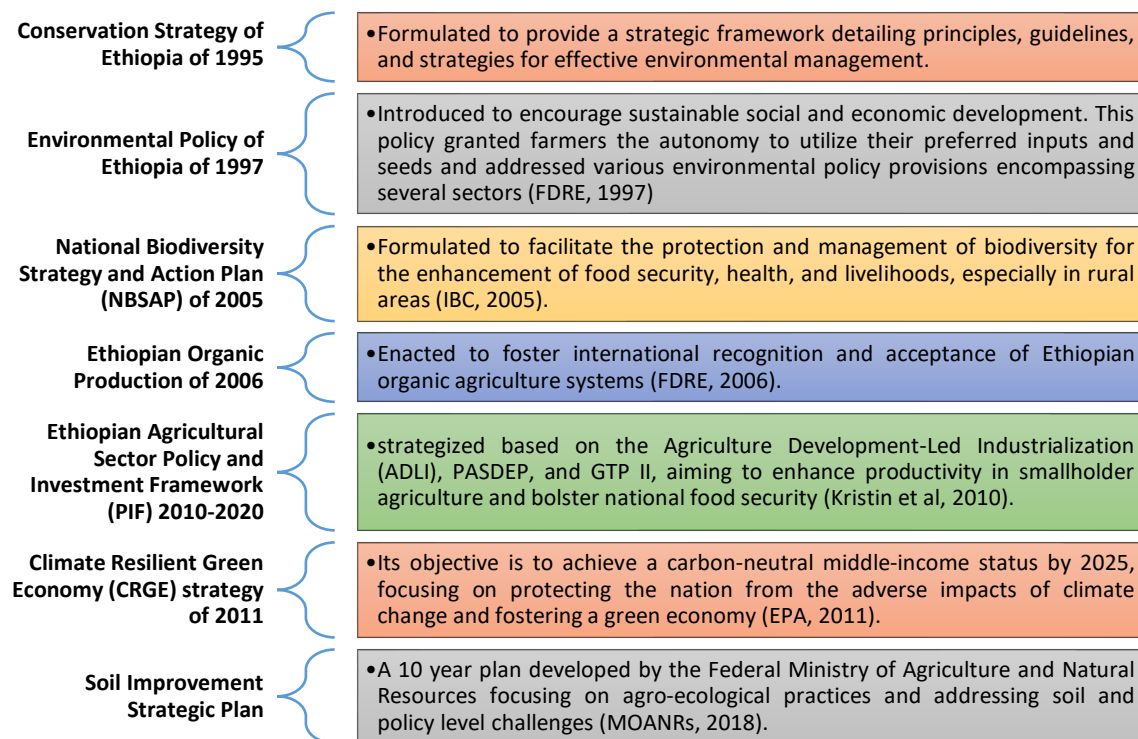 Conservation Strategy of
Ethiopia of 1995
•Formulated to provide a strategic framework detailing principles, guidelines,
and strategies for effective environmental management.
Environmental Policy of
Ethiopia of 1997
•Introduced to encourage sustainable social and economic development. This
policy granted farmers the autonomy to utilize their preferred inputs and
seeds and addressed various environmental policy provisions encompassing
several sectors (FDRE, 1997)
National Biodiversity
Strategy and Action Plan
(NBSAP) of 2005
•Formulated to facilitate the protection and management of biodiversity for
the enhancement of food security, health, and livelihoods, especially in rural
areas (IBC, 2005).
Ethiopian Organic
Production of 2006
•Enacted to foster international recognition and acceptance of Ethiopian
organic agriculture systems (FDRE, 2006).
Ethiopian Agricultural
Sector Policy and
Investment Framework
(PIF) 2010-2020
•strategized based on the Agriculture Development-Led Industrialization
(ADLI), PASDEP, and GTP II, aiming to enhance productivity in smallholder
agriculture and bolster national food security (Kristin et al, 2010).
Climate Resilient Green
Economy (CRGE) strategy
of 2011
•Its objective is to achieve a carbon-neutral middle-income status by 2025,
focusing on protecting the nation from the adverse impacts of climate
change and fostering a green economy (EPA, 2011).
Soil Improvement
Strategic Plan
•A 10 year plan developed by the Federal Ministry of Agriculture and Natural
Resources focusing on agro-ecological practices and addressing soil and
policy level challenges (MOANRs, 2018).